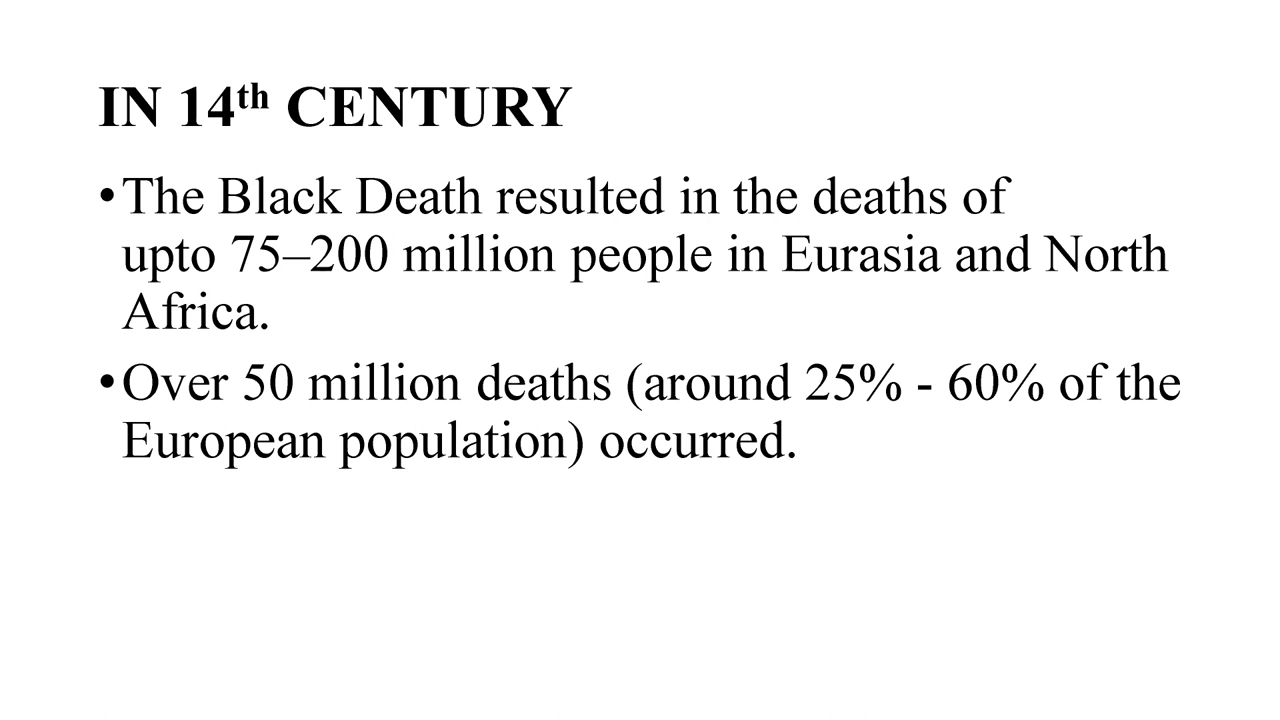 IN 14th CENTURY
•The Black Death resulted in the deaths of
upto 75–200 million people in Eurasia and North
Africa.
•Over 50 million deaths (around 25% - 60% of the
European population) occurred.